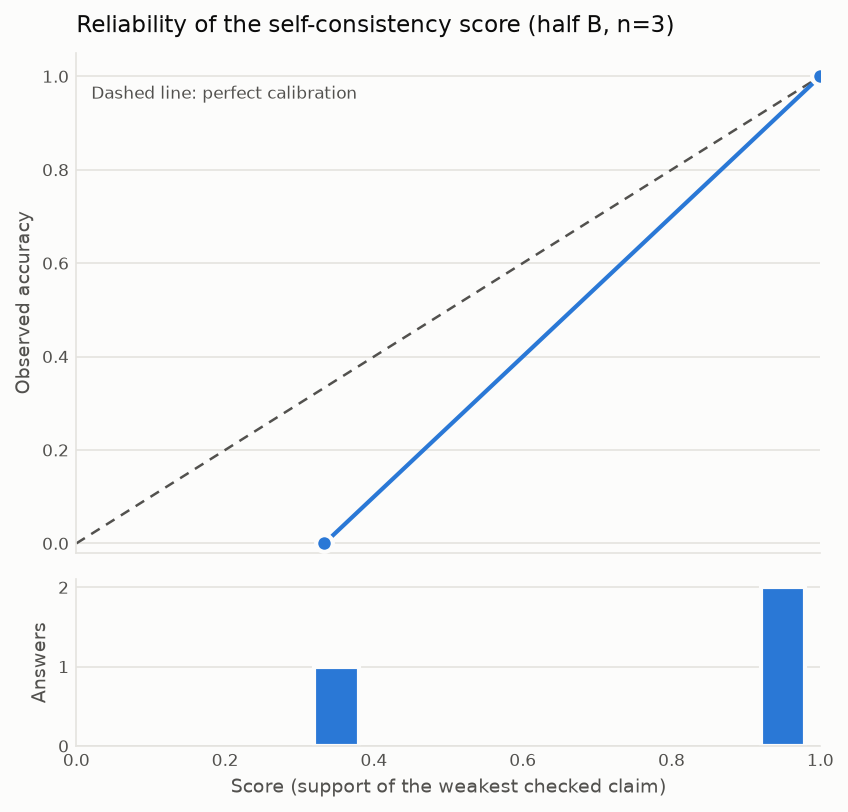 Reliability of the self-consistency score (half B, n=3)
1.0
Dashed line: perfect calibration
0.8
0.6
0.4
0.2
0.0
Observed accuracy
2
1
0
Answers
0.0 0.2 0.4 0.6 0.8 1.0
Score (support of the weakest checked claim)